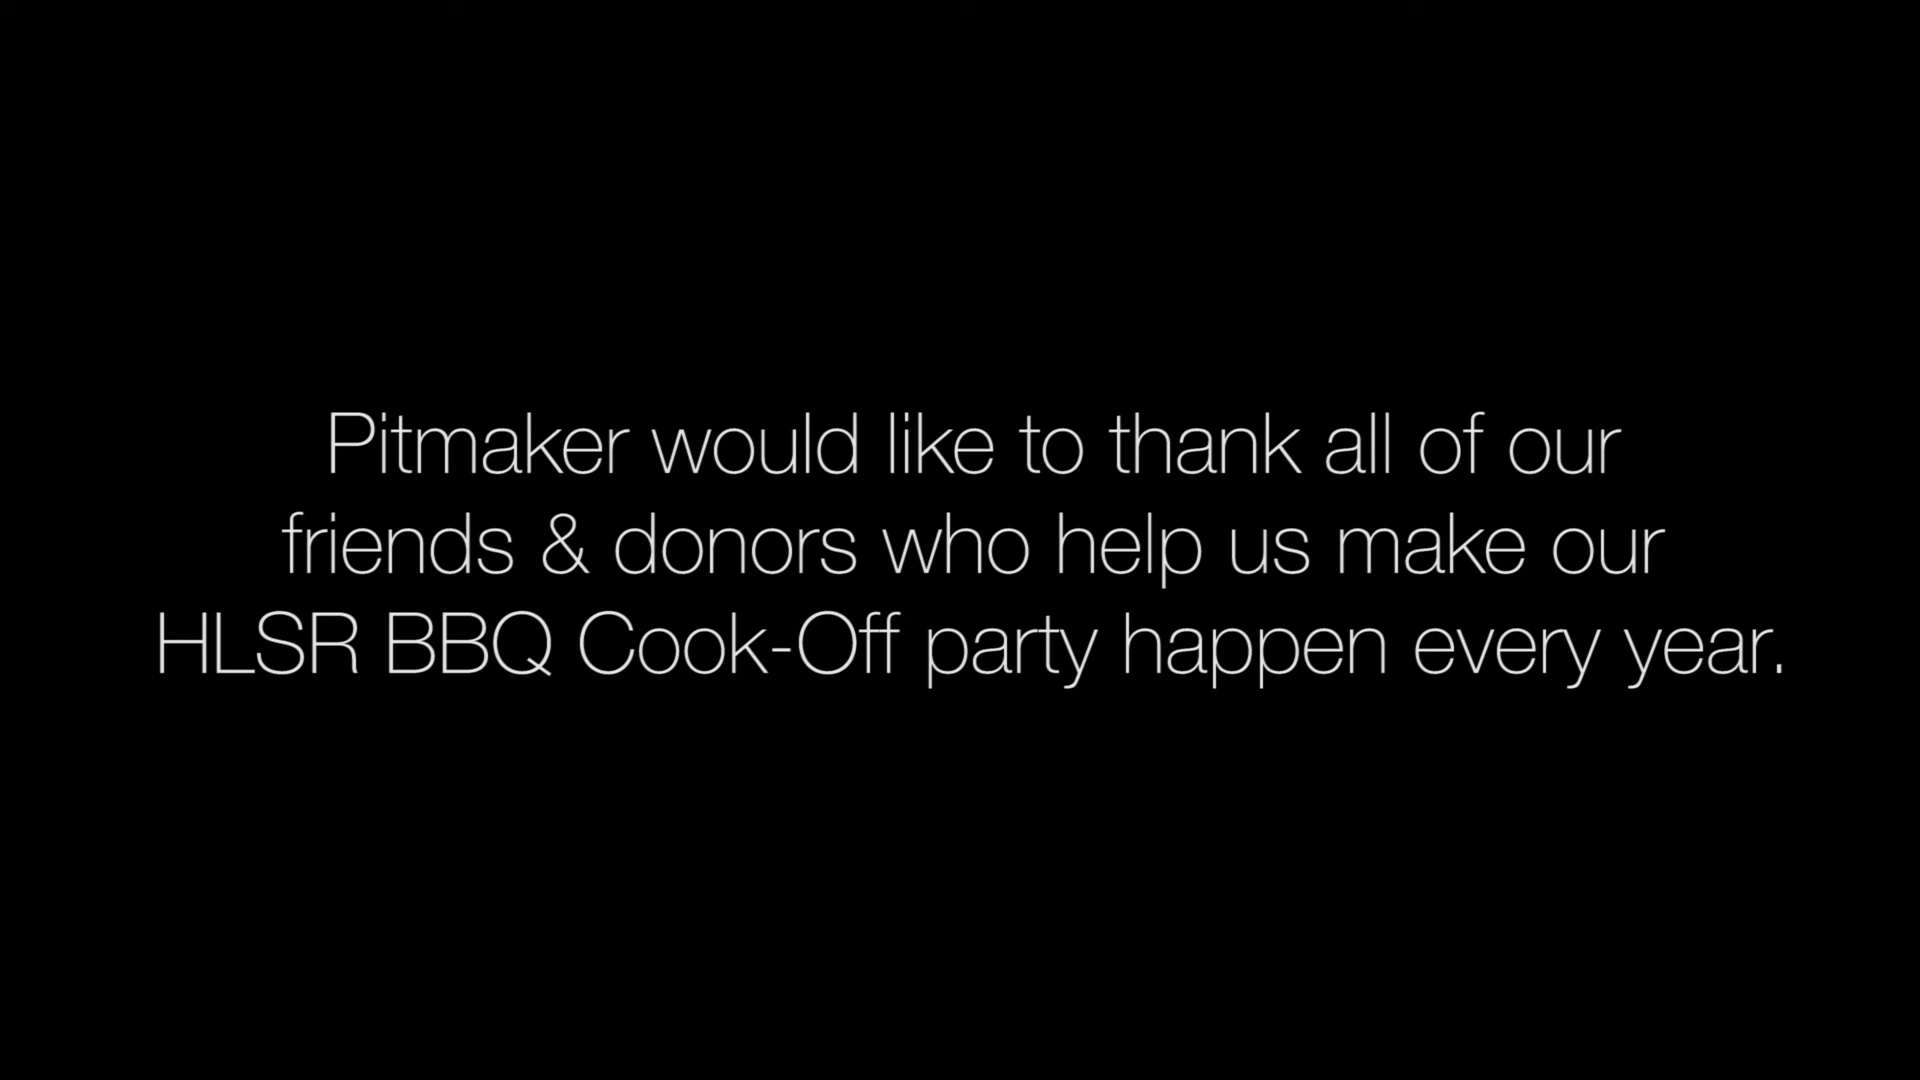 Pitmaker would like to thank all of our
friends & donors who help us make our
HLSR BBQ Cook-Off party happen every year.